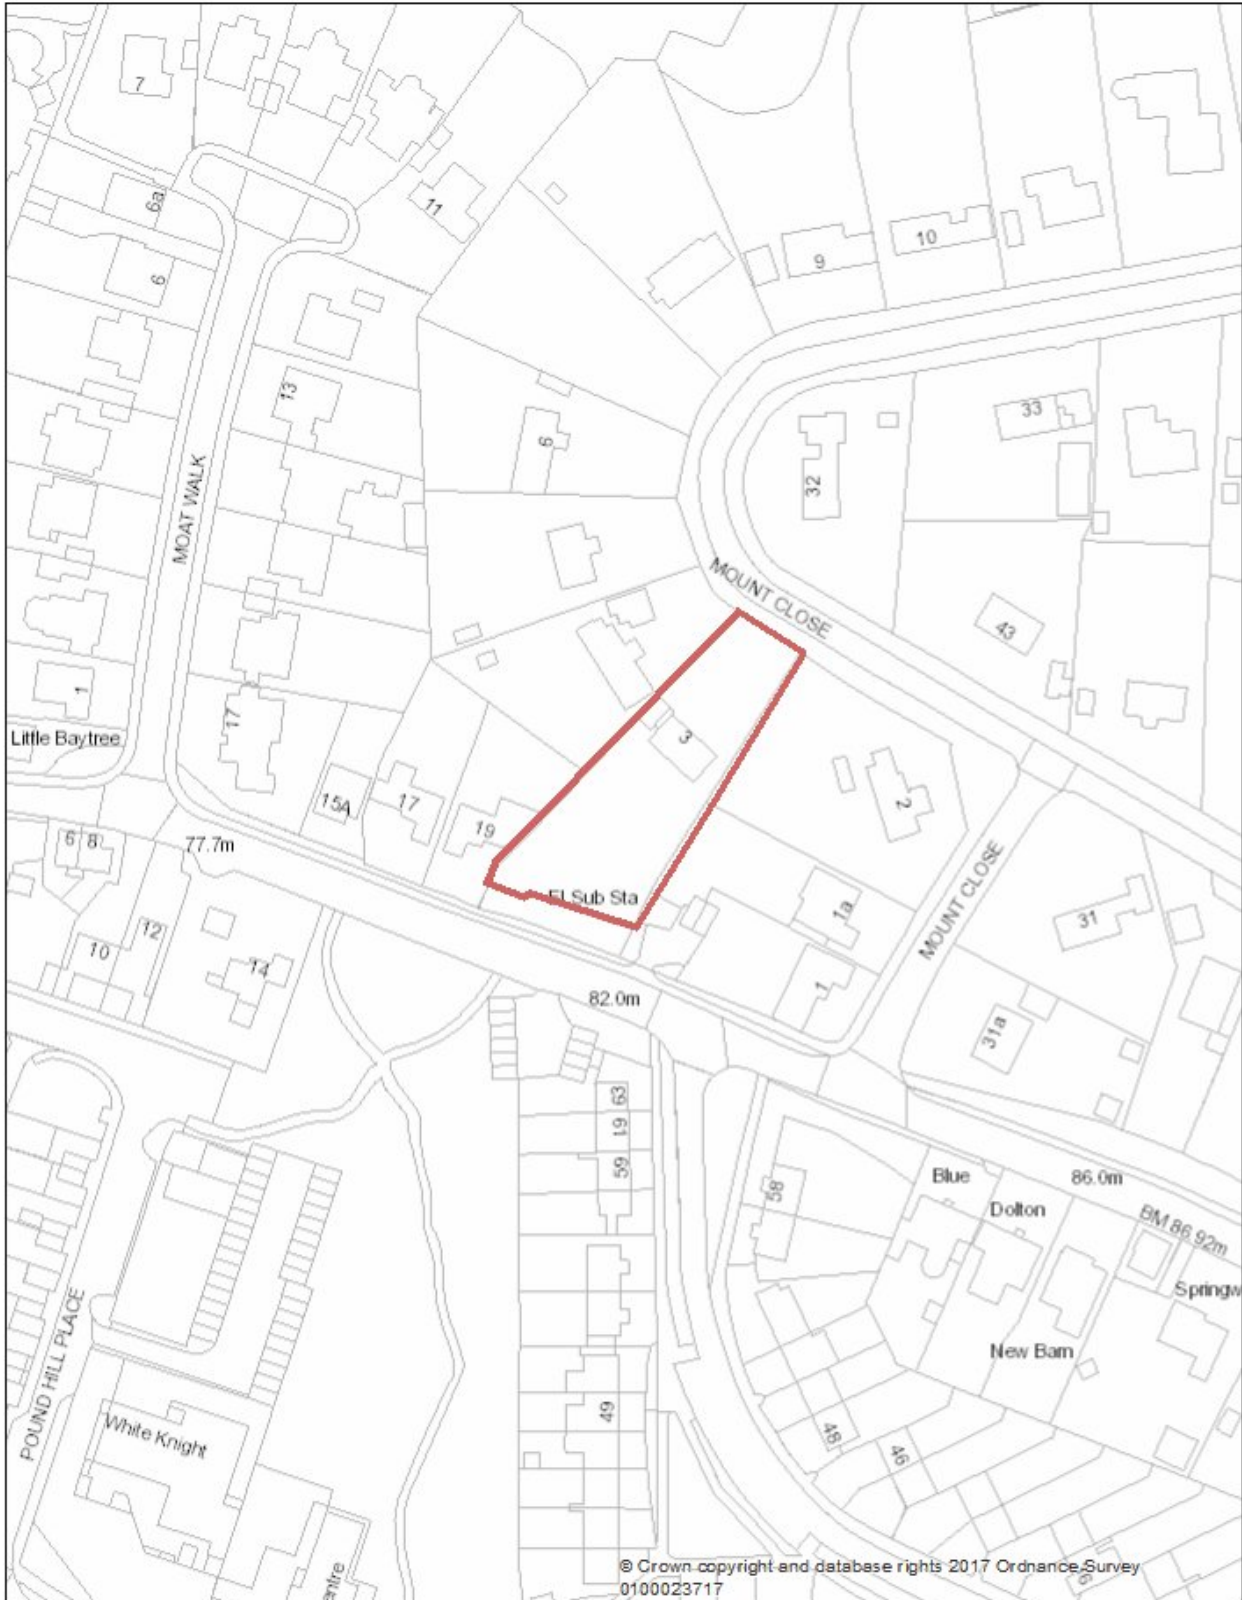 7
6a
11
6
9
10
13
6
33
32
MOAT WALK
MOUNT CLOSE
43
1
17
Little Baytree
3
15A
17
19
2
6 8
77.7m
El Sub Sta
1a
MOUNT CLOSE
31
12
10
14
1
82.0m
31a
63
61
59
58
Blue
86.0m
Dolton
BM 86.92m
Springw
POUND HILL PLACE
New Barn
49
48
46
White Knight
entre
6
© Crown copyright and database rights 2017 Ordnance Survey
0100023717